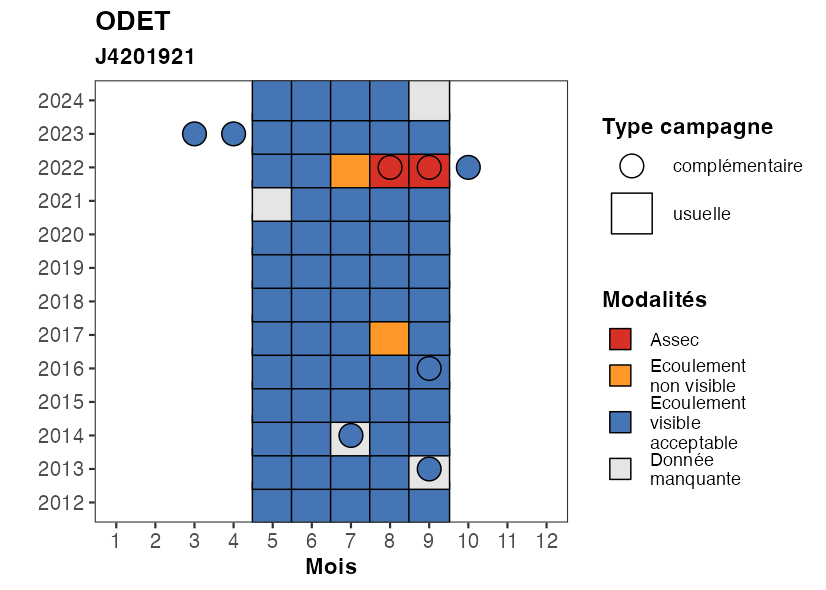 ODET
J4201921
2024
2023
2022
2021
2020
2019
2018
2017
2016
2015
2014
2013
2012
1 2 3 4 5 6 7 8 9 10 11 12
Mois
Type campagne
complémentaire
usuelle
Modalités
Assec
Ecoulement
non visible
Ecoulement
visible
acceptable
Donnée
manquante